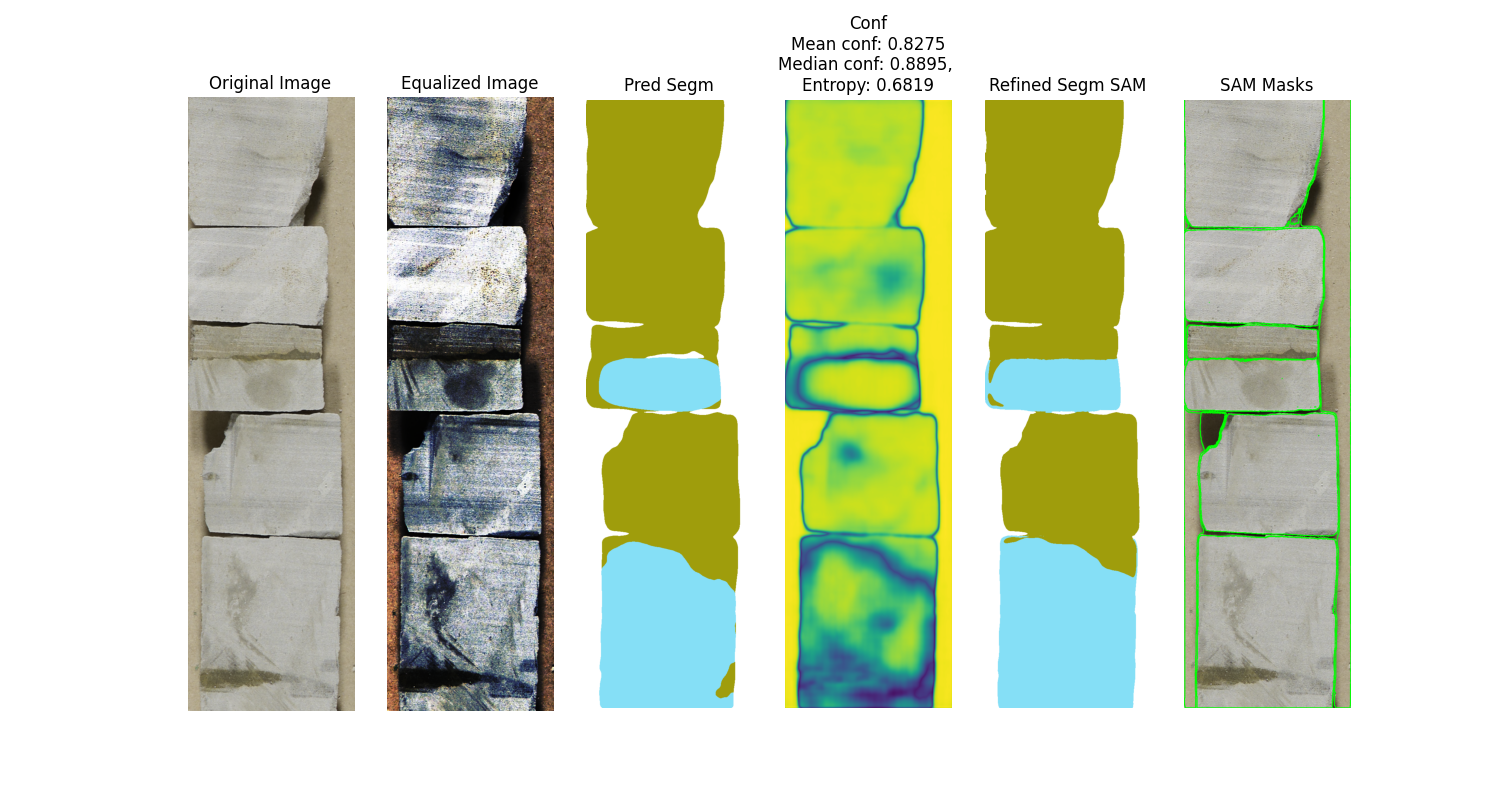 Original Image
Equalized Image
Pred Segm
Conf
Mean conf: 0.8275
Median conf: 0.8895,
Entropy: 0.6819
Refined Segm SAM
SAM Masks